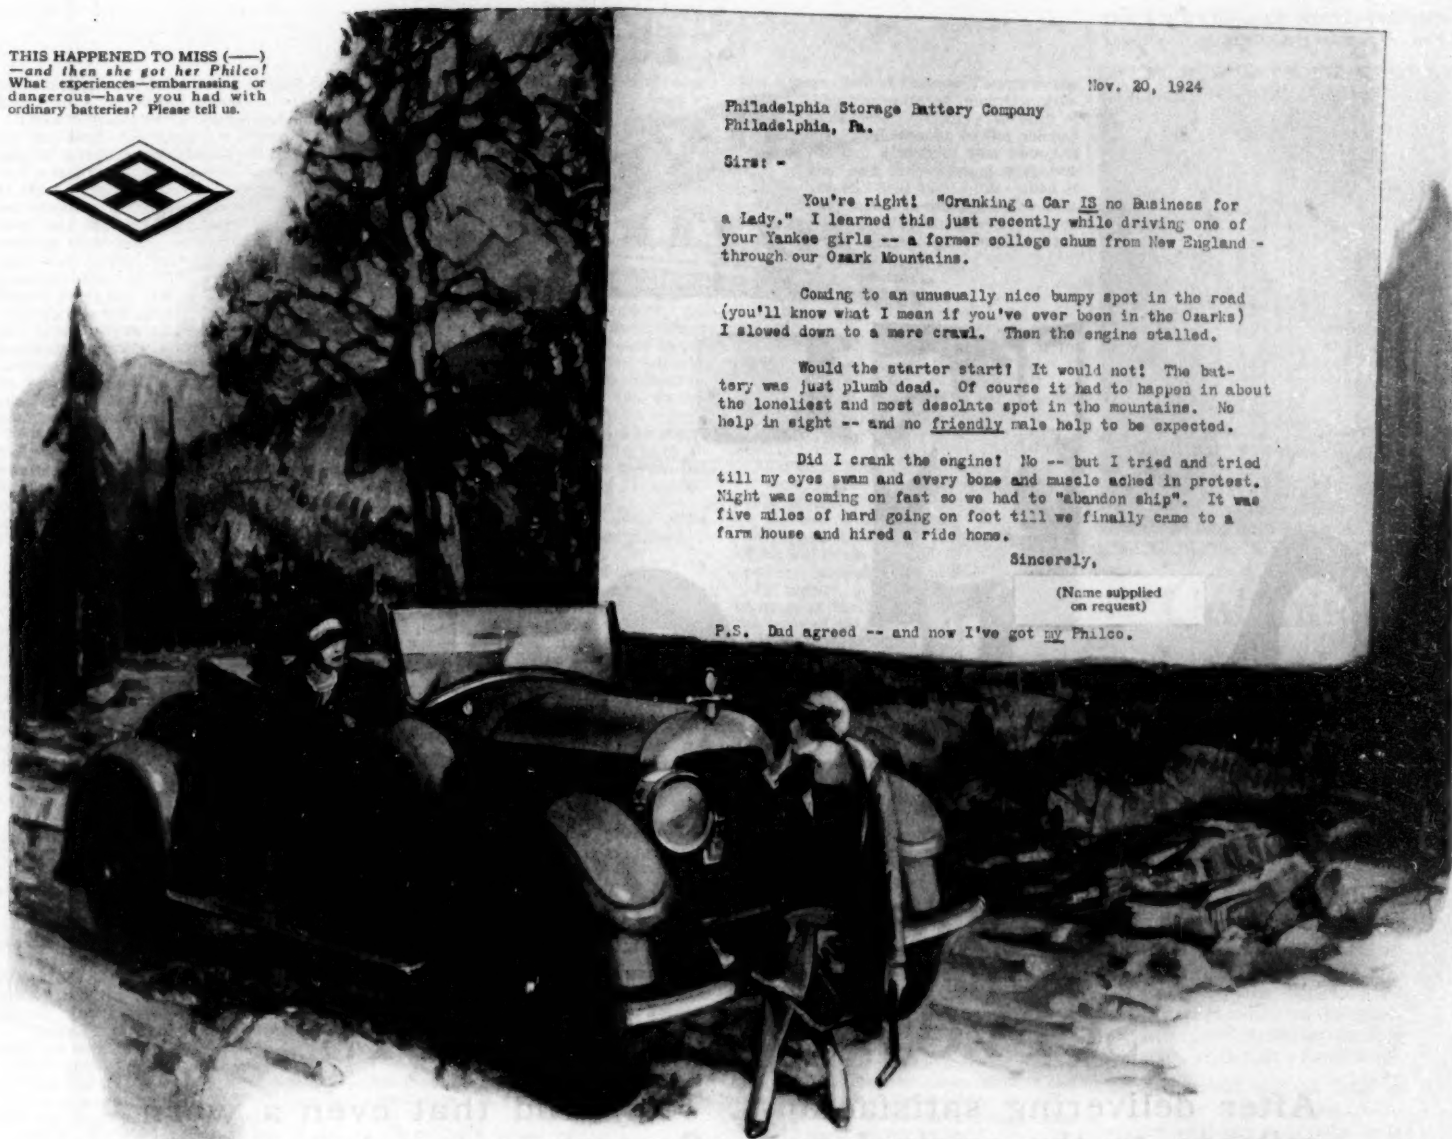 THIS HAPPENED TO MISS (——)
—and then she got her Philco!
What experiences—embarrassing or
dangerous—have you had with
ordinary batteries? Please tell us.
Nov. 20, 1924
Philadelphia Storage Battery Company
Philadelphia, Pa.
Sirs: -
You're right! "Cranking a Car IS no Business for
a Lady." I learned this just recently while driving one of
your Yankee girls -- a former college chum from New England -
through our Ozark Mountains.
Coming to an unusually nice bumpy spot in the road
(you'll know what I mean if you've ever been in the Ozarks)
I slowed down to a mere crawl. Then the engine stalled.
Would the starter start? It would not! The bat-
tery was just plumb dead. Of course it had to happen in about
the loneliest and most desolate spot in the mountains. No
help in sight -- and no friendly male help to be expected.
Did I crank the engine? No -- but I tried and tried
till my eyes swam and every bone and muscle ached in protest.
Night was coming on fast so we had to "abandon ship". It was
five miles of hard going on foot till we finally came to a
farm house and hired a ride home.
Sincerely,
(Name supplied
on request)
P.S. Dad agreed -- and now I've got my Philco.